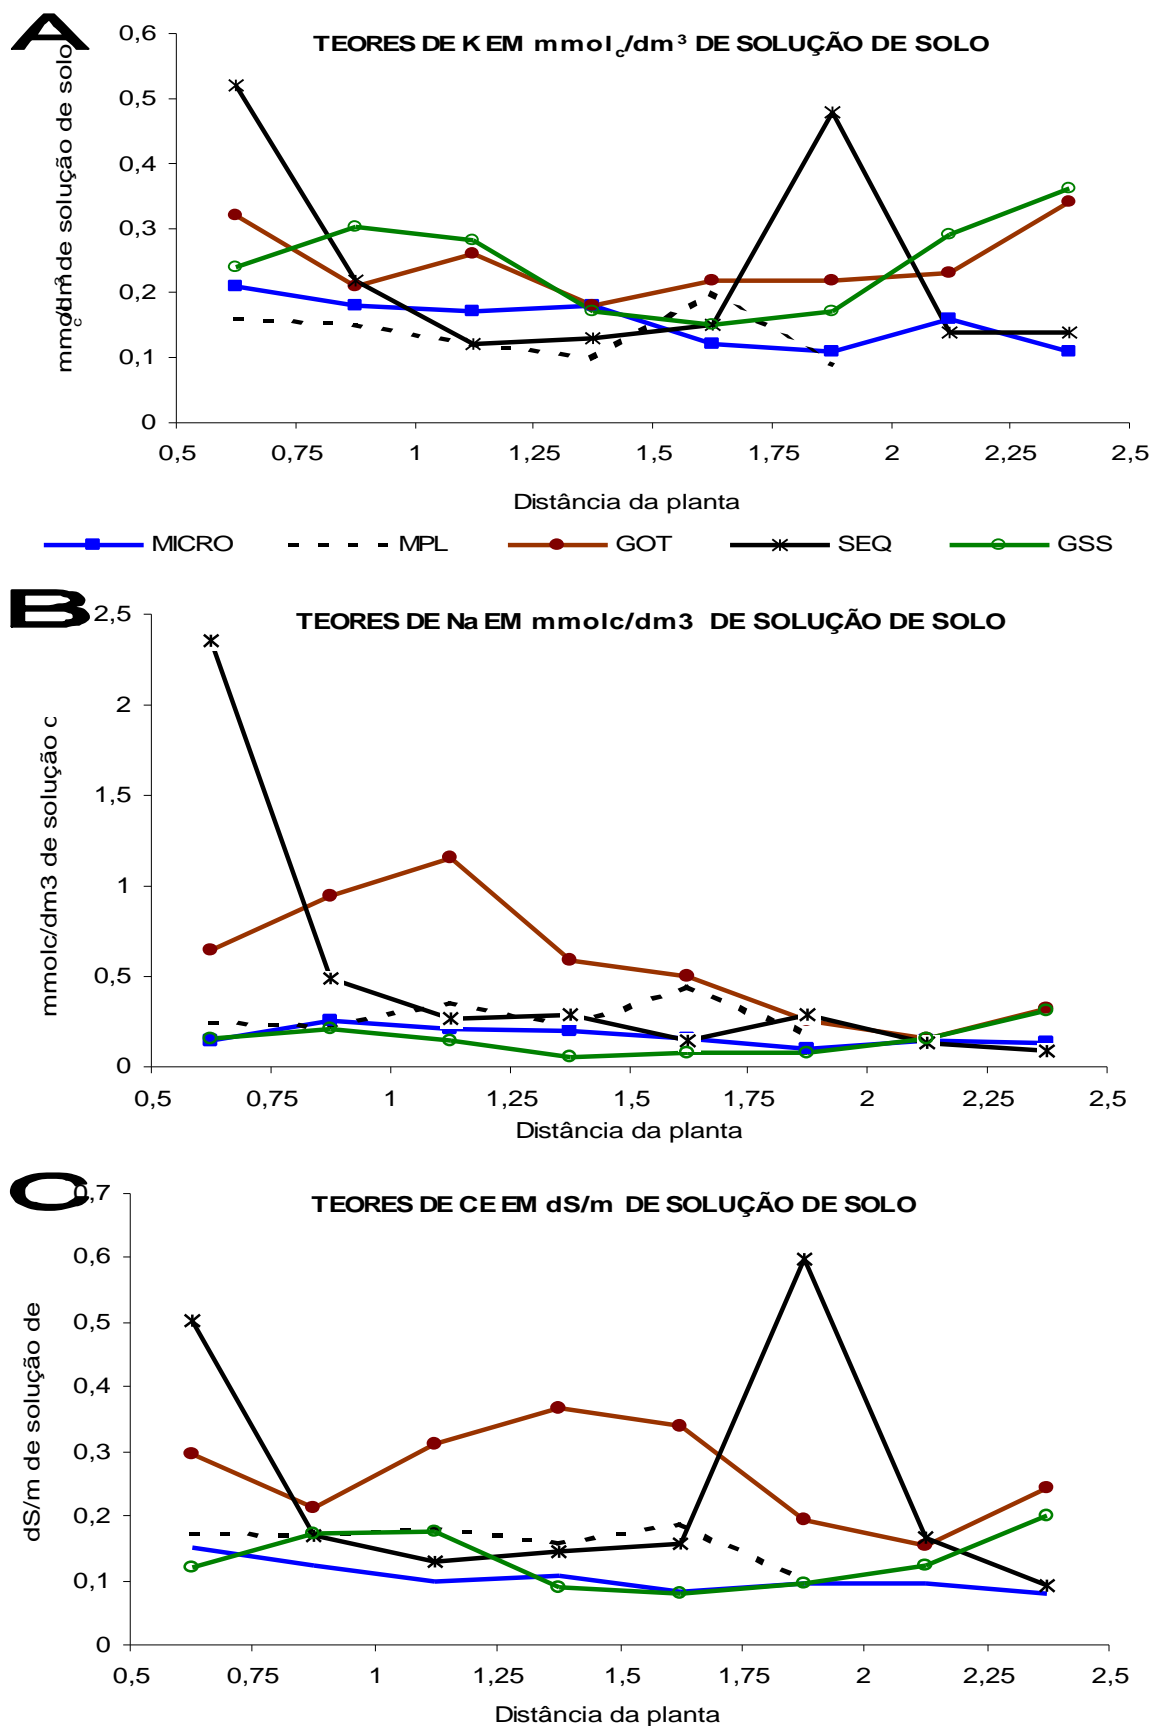 A
TEORES DE K EM mmolc/dm³ DE SOLUÇÃO DE SOLO
de solução de solo
0,6
0,5
0,4
0,3
0,2
0,1
0
0,5 0,75 1 1,25 1,5 1,75 2 2,25 2,5
Distância da planta
MICRO MPL GOT SEQ GSS
B
TEORES DE Na EM mmolc/dm3 DE SOLUÇÃO DE SOLO
mmolc/dm3 de solução c
2,5
2
1,5
1
0,5
0
0,5 0,75 1 1,25 1,5 1,75 2 2,25 2,5
Distância da planta
C
TEORES DE CE EM dS/m DE SOLUÇÃO DE SOLO
dS/m de solução de
0,7
0,6
0,5
0,4
0,3
0,2
0,1
0
0,5 0,75 1 1,25 1,5 1,75 2 2,25 2,5
Distância da planta